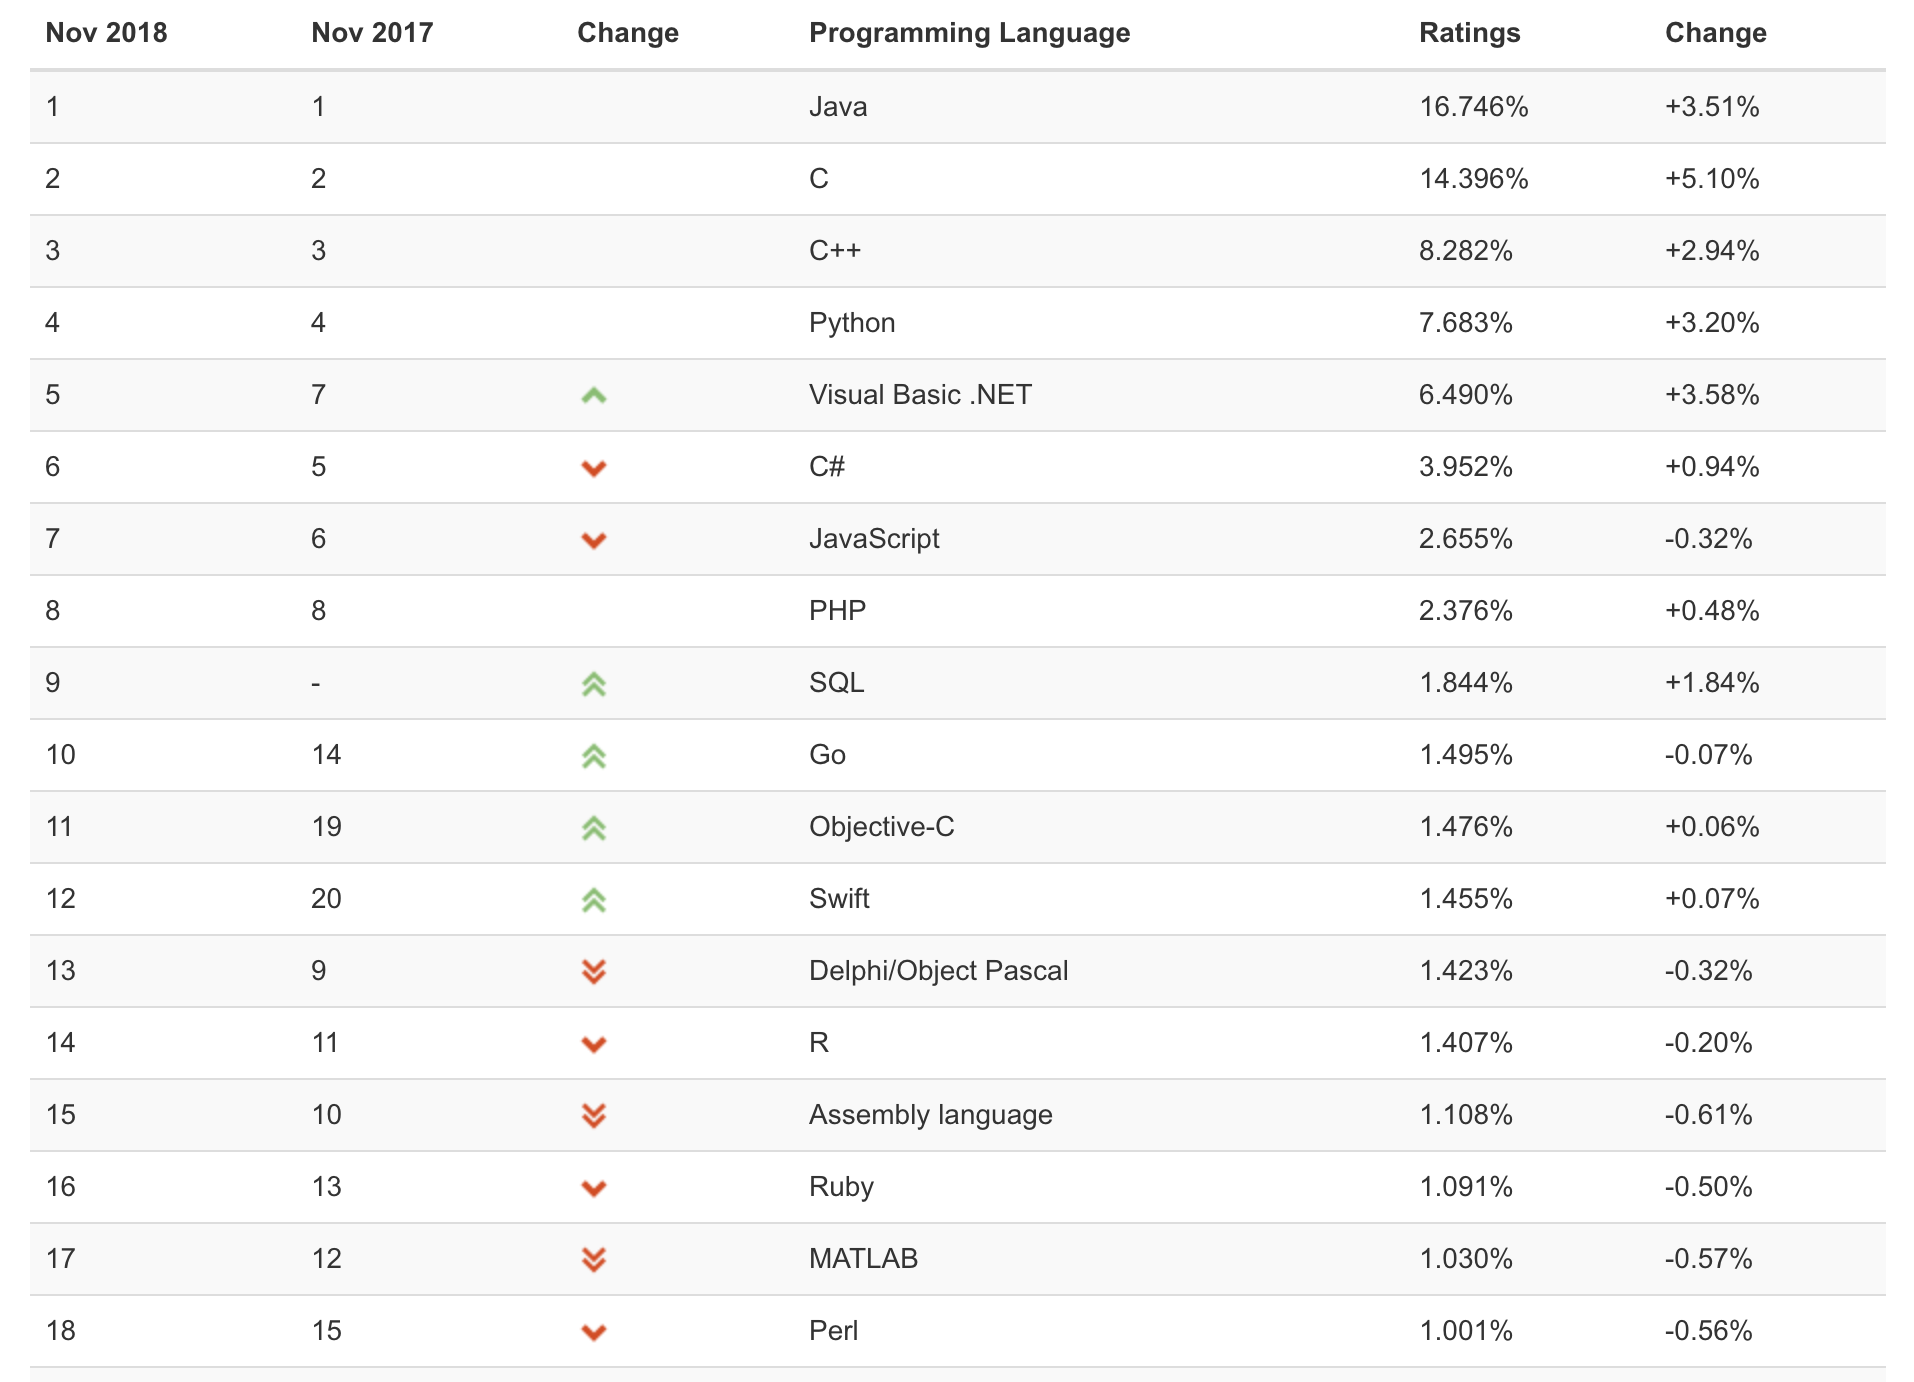 Nov 2018 Nov 2017 Change Programming Language Ratings Change
1 1 Java 16.746% +3.51%
2 2 C 14.396% +5.10%
3 3 C++ 8.282% +2.94%
4 4 Python 7.683% +3.20%
5 7 Visual Basic .NET 6.490% +3.58%
6 5 C# 3.952% +0.94%
7 6 JavaScript 2.655% -0.32%
8 8 PHP 2.376% +0.48%
9 - SQL 1.844% +1.84%
10 14 Go 1.495% -0.07%
11 19 Objective-C 1.476% +0.06%
12 20 Swift 1.455% +0.07%
13 9 Delphi/Object Pascal 1.423% -0.32%
14 11 R 1.407% -0.20%
15 10 Assembly language 1.108% -0.61%
16 13 Ruby 1.091% -0.50%
17 12 MATLAB 1.030% -0.57%
18 15 Perl 1.001% -0.56%